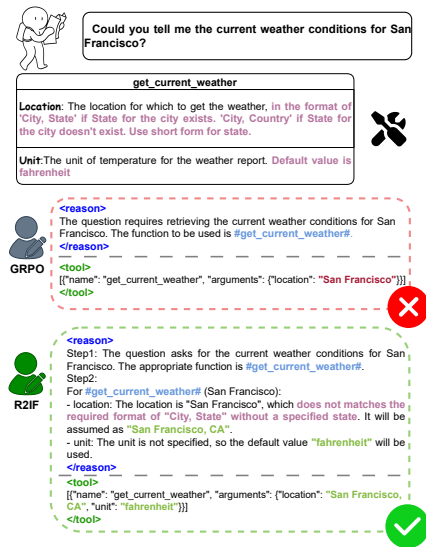 Could you tell me the current weather conditions for San
Francisco?
get_current_weather
Location: The location for which to get the weather, in the format of
'City, State' if State for the city exists. 'City, Country' if State for
the city doesn't exist. Use short form for state.
Unit:The unit of temperature for the weather report. Default value is
fahrenheit
<reason>
The question requires retrieving the current weather conditions for San
Francisco. The function to be used is #get_current_weather#.
</reason>
GRPO
<tool>
[{"name": "get_current_weather", "arguments": {"location": "San Francisco"}}]
</tool>
<reason>
Step1: The question asks for the current weather conditions for San
Francisco. The appropriate function is #get_current_weather#.
Step2:
For #get_current_weather# (San Francisco):
- location: The location is "San Francisco", which does not matches the
required format of "City, State" without a specified state. It will be
assumed as "San Francisco, CA".
- unit: The unit is not specified, so the default value "fahrenheit" will be
used.
</reason>
R2IF
<tool>
[{"name": "get_current_weather", "arguments": {"location": "San Francisco,
CA", "unit": "fahrenheit"}}]
</tool>